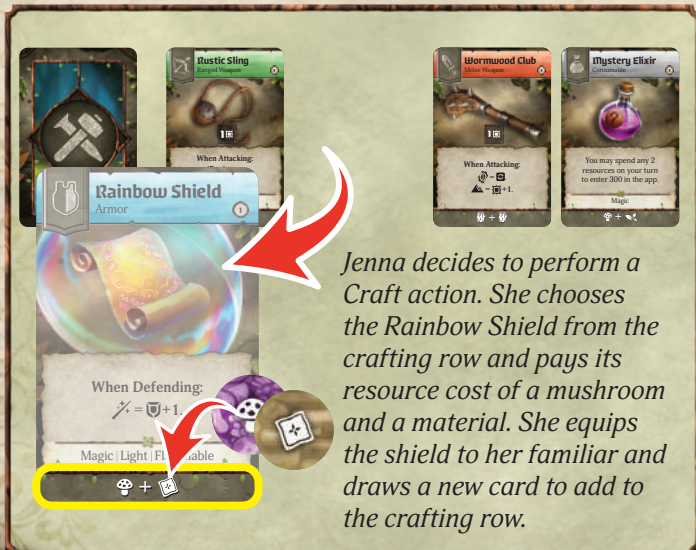 Rustic Sling
Ranged Weapon
1
1
When Attacking:
Wormwood Club
Melee Weapon
1
1
When Attacking:
=
= +1.
+
Mystery Elixir
Consumable
1
?
You may spend any 2
resources on your turn
to enter 300 in the app.
Magic
+
Rainbow Shield
Armor
1
When Defending:
= +1.
Magic | Light |
+
Jenna decides to perform a
Craft action. She chooses
the Rainbow Shield from the
crafting row and pays its
resource cost of a mushroom
and a material. She equips
the shield to her familiar and
draws a new card to add to
the crafting row.